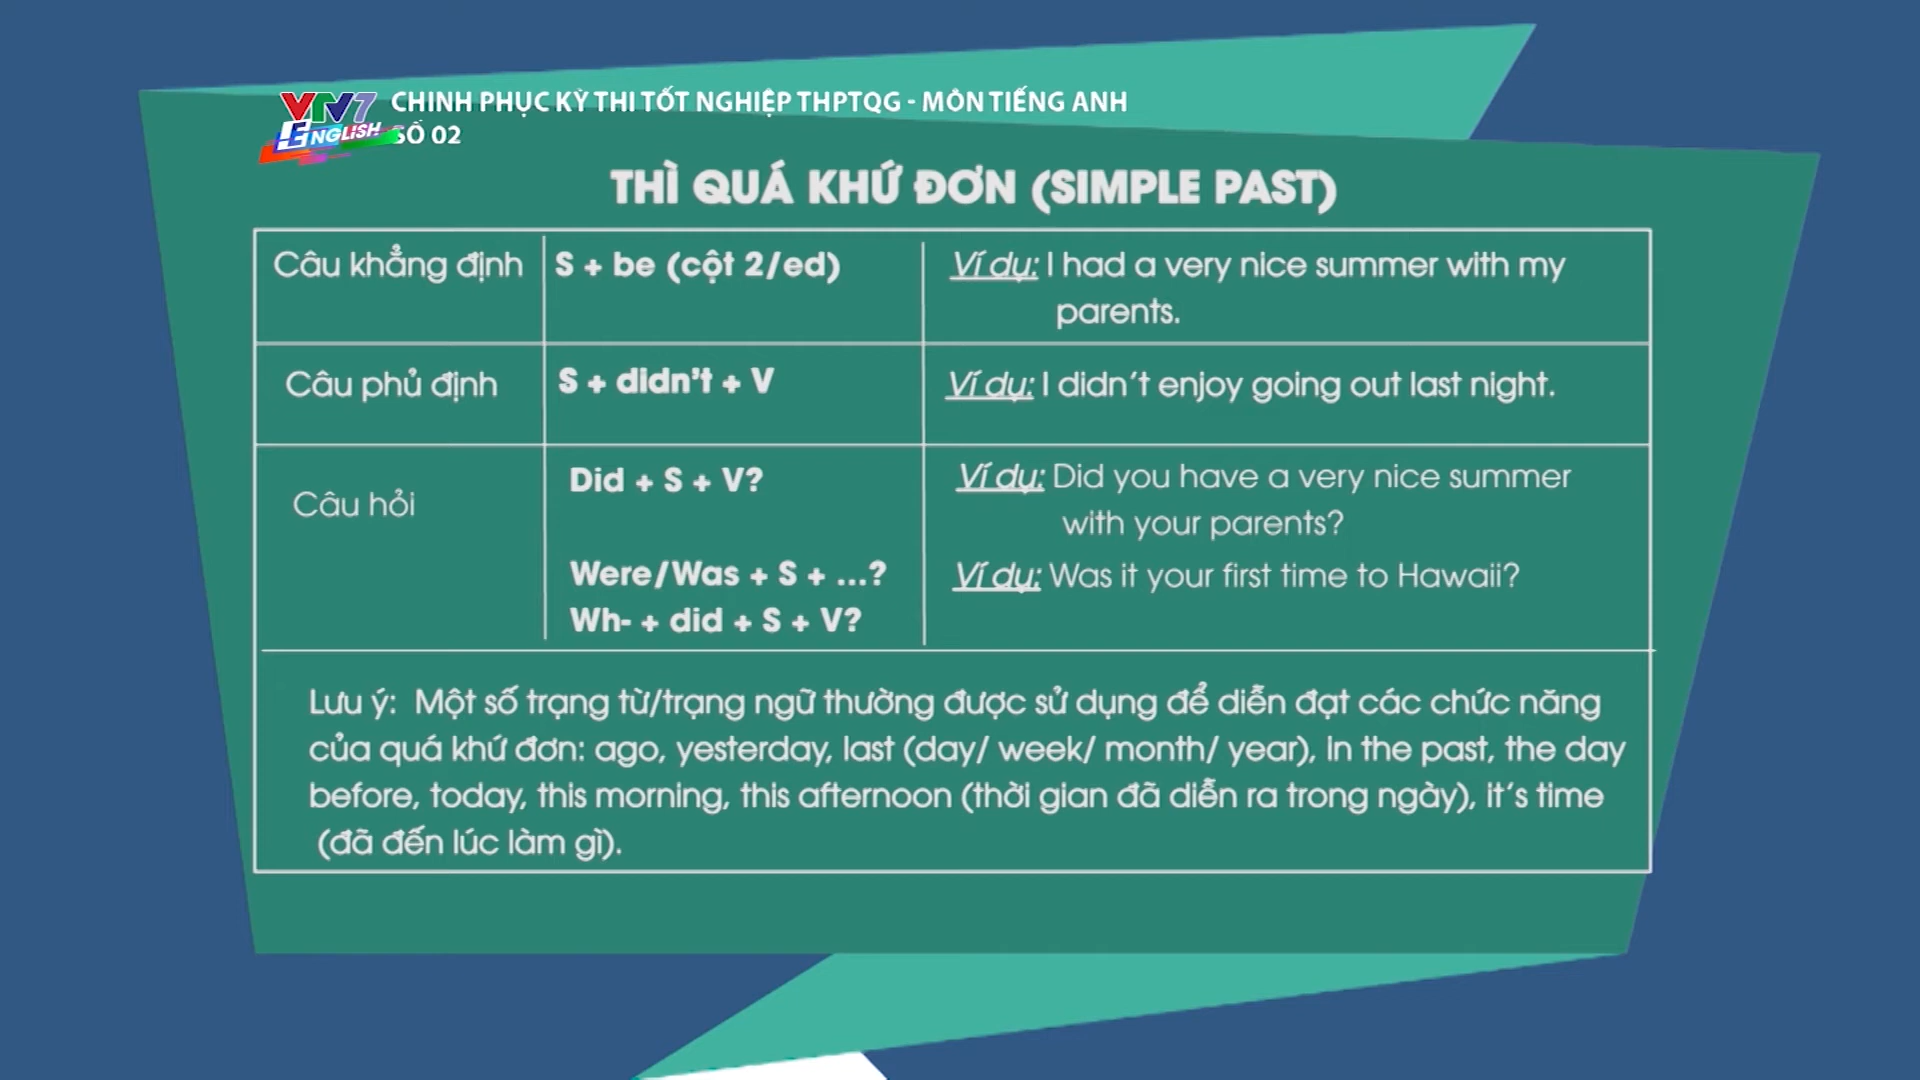 VTV7
ENGLISH
CHINH PHỤC KỲ THI TỐT NGHIỆP THPTQG - MÔN TIẾNG ANH
SỐ 02
THÌ QUÁ KHỨ ĐƠN (SIMPLE PAST)
Câu khẳng định
S + be (cột 2/ed)
Ví dụ: I had a very nice summer with my
parents.
Câu phủ định
S + didn't + V
Ví dụ: I didn't enjoy going out last night.
Câu hỏi
Did + S + V?
Ví dụ: Did you have a very nice summer
with your parents?
Were/Was + S + ...?
Ví dụ: Was it your first time to Hawaii?
Wh- + did + S + V?
Lưu ý: Một số trạng từ/trạng ngữ thường được sử dụng để diễn đạt các chức năng
của quá khứ đơn: ago, yesterday, last (day/ week/ month/ year), in the past, the day
before, today, this morning, this afternoon (thời gian đã diễn ra trong ngày), it's time
(đã đến lúc làm gì).